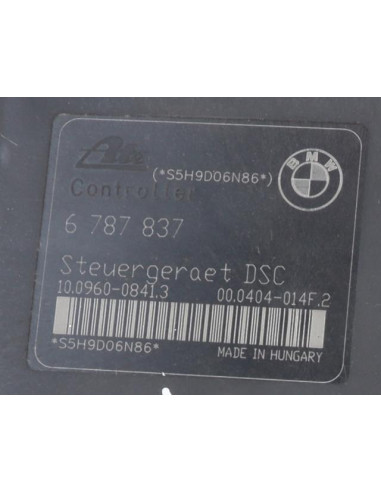 Ate (*S5H9D06N86*) BMW
Controller
6 787 837
Steuergeraet DSC
10.0960-0841.3 00.0404-014F.2
*S5H9D06N86* MADE IN HUNGARY